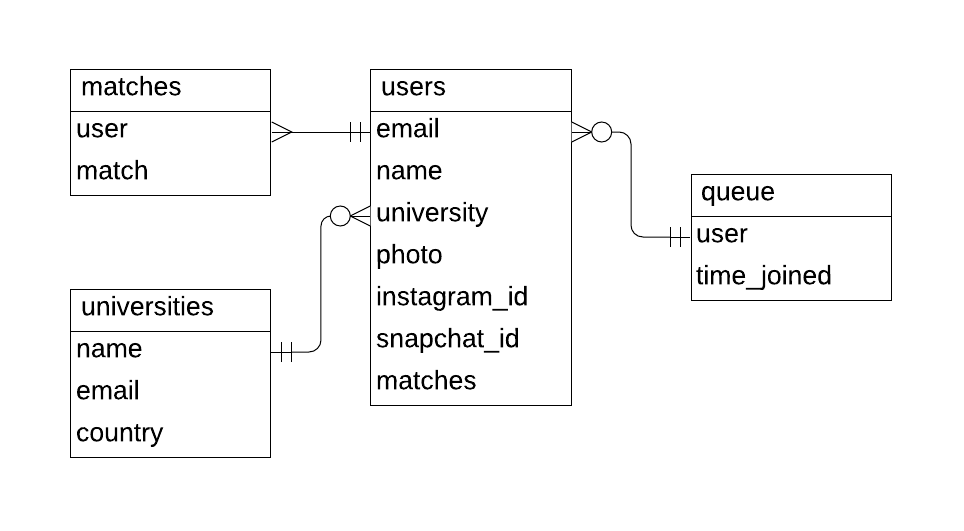 matches
user
match
users
email
name
university
photo
instagram_id
snapchat_id
matches
universities
name
email
country
queue
user
time_joined